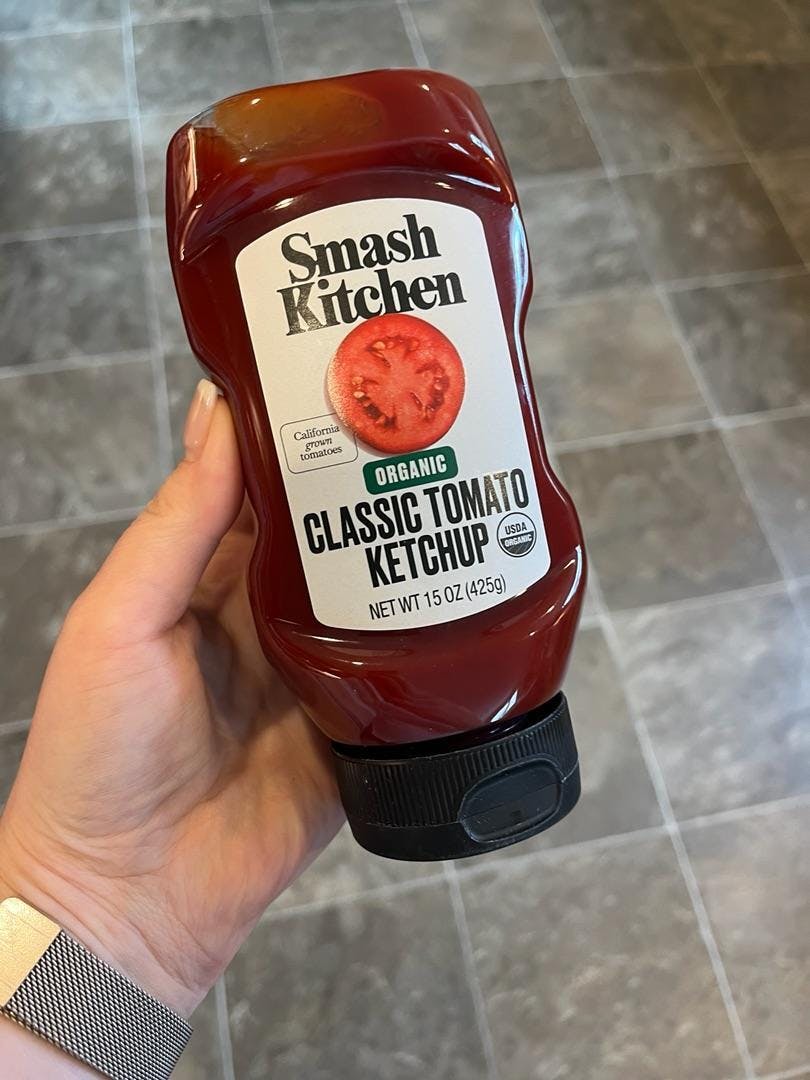 Smash
Kitchen
California
grown
tomatoes
ORGANIC
CLASSIC TOMATO
KETCHUP
USDA
ORGANIC
NET WT 15 OZ (425g)